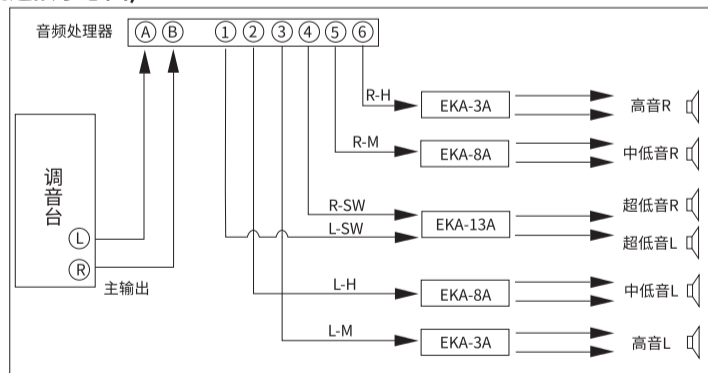 音频处理器 A B 1 2 3 4 5 6
R-H
EKA-3A
高音R
R-M
EKA-8A
中低音R
调音台
R-SW
L-SW
EKA-13A
超低音R
超低音L
L
R
主输出
L-H
EKA-8A
中低音L
L-M
EKA-3A
高音L